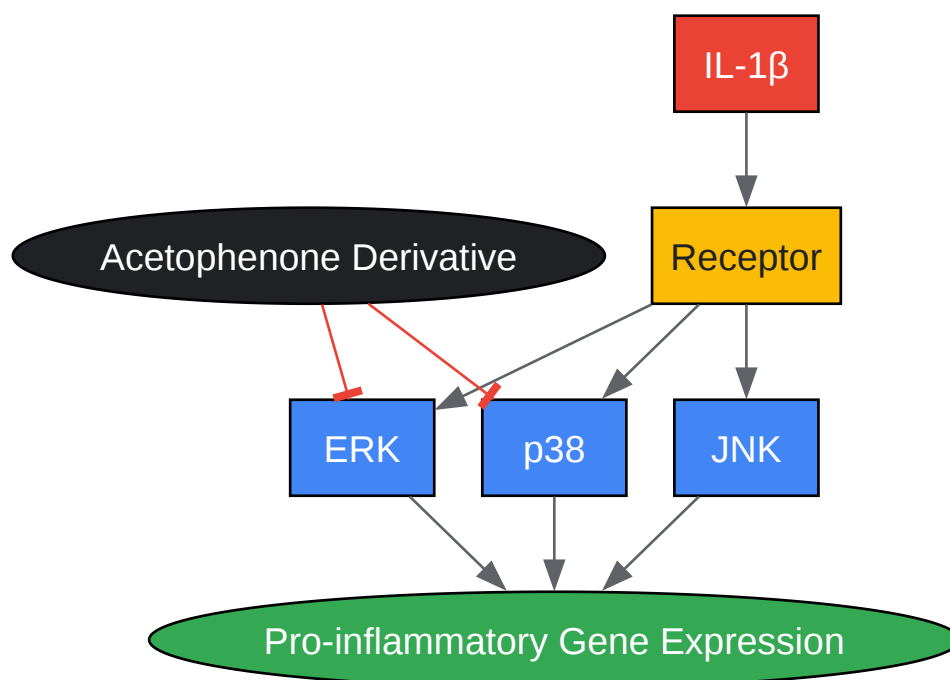 IL-1β
Acetophenone Derivative
Receptor
ERK
p38
JNK
Pro-inflammatory Gene Expression